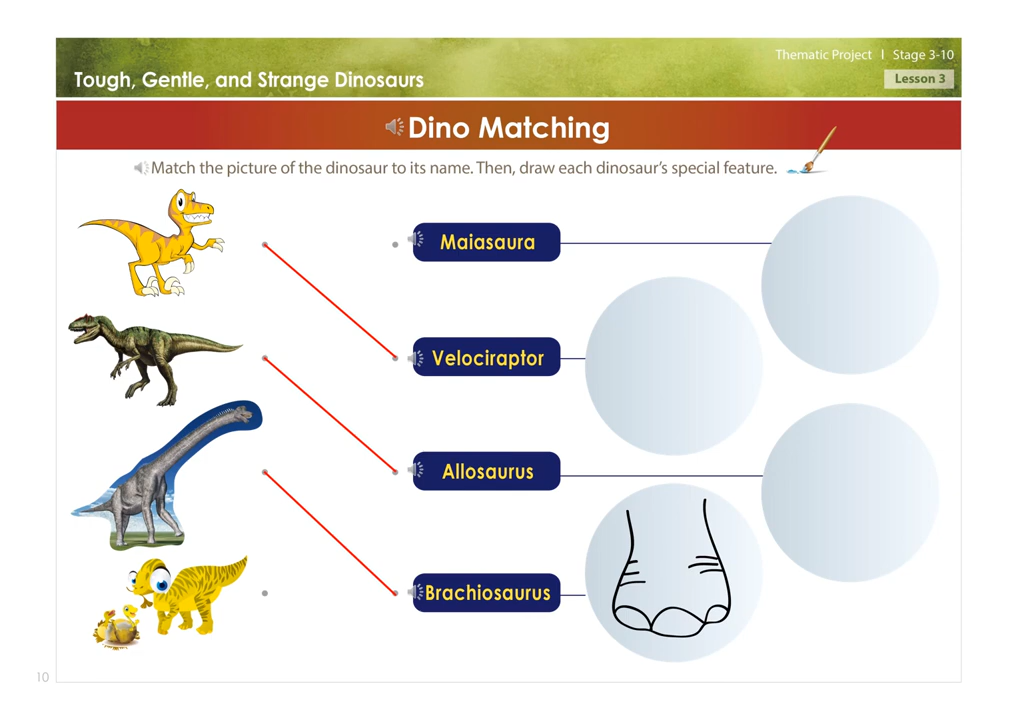 Thematic Project | Stage 3-10
Tough, Gentle, and Strange Dinosaurs
Lesson 3
Dino Matching
Match the picture of the dinosaur to its name. Then, draw each dinosaur's special feature.
Maiasaura
Velociraptor
Allosaurus
Brachiosaurus
10